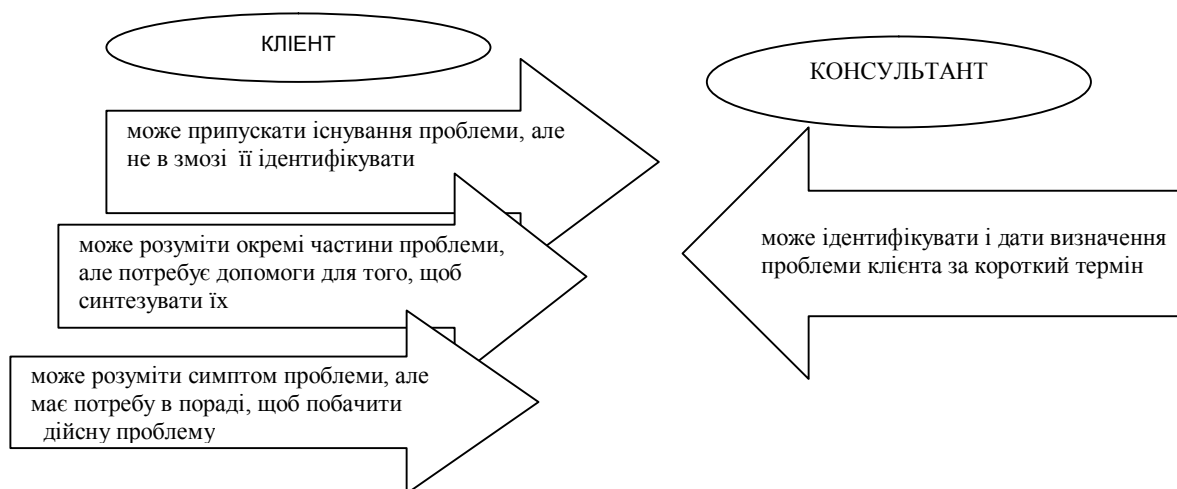 КЛІЕНТ
КОНСУЛЬТАНТ
може припускати існування проблеми, але
не в змозі її ідентифікувати
може розуміти окремі частини проблеми,
але потребує допомоги для того, щоб
синтезувати їх
може розуміти симптом проблеми, але
має потребу в пораді, щоб побачити
дійсну проблему
може ідентифікувати і дати визначення
проблеми клієнта за короткий термін